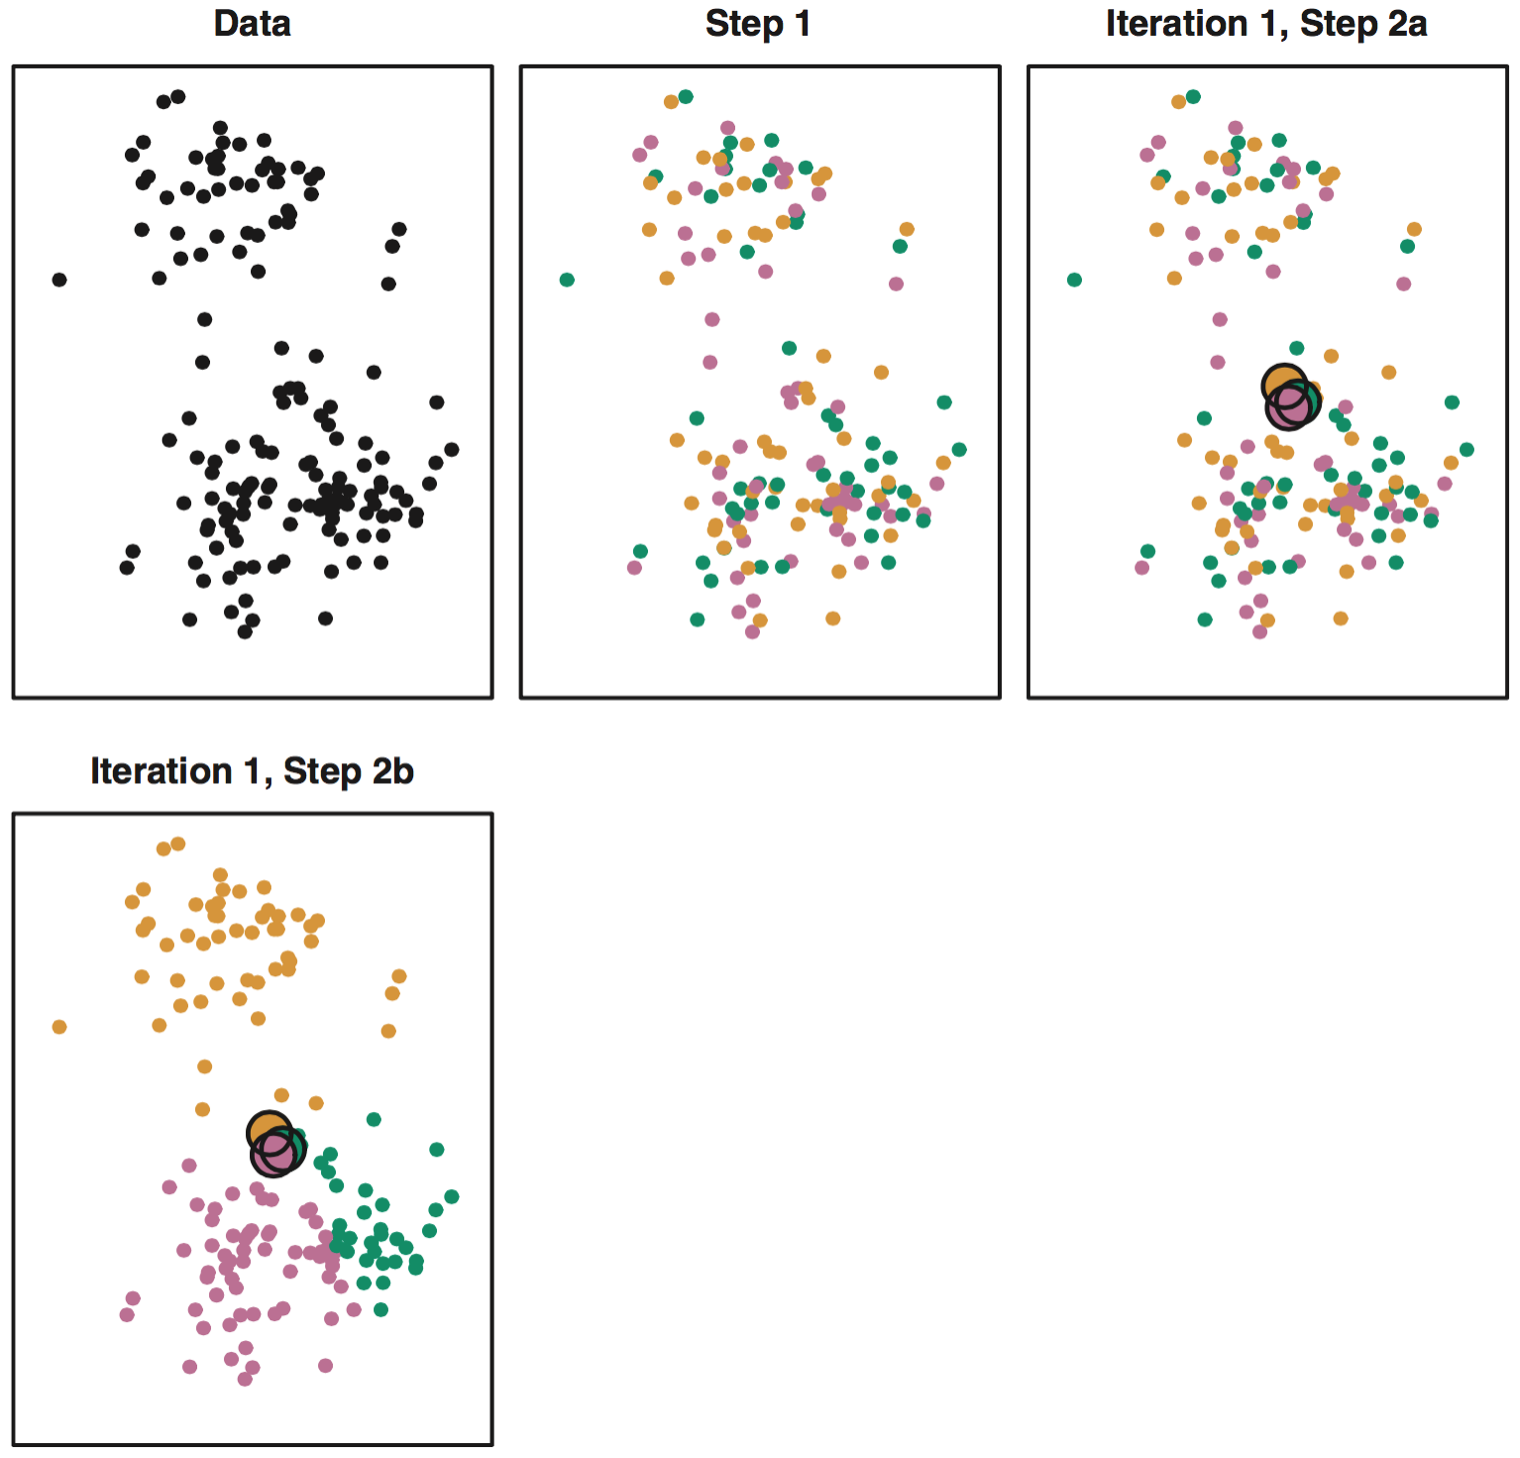 Data
Step 1
Iteration 1, Step 2a
Iteration 1, Step 2b